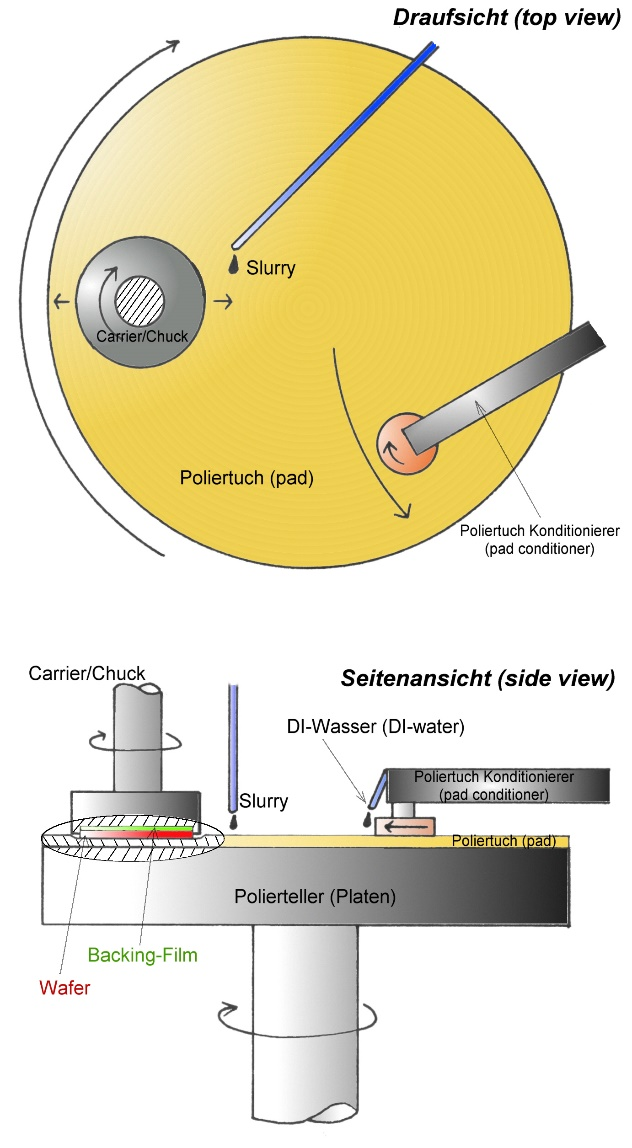 Draufsicht (top view)
Slurry
Carrier/Chuck
Poliertuch (pad)
Poliertuch Konditionierer
(pad conditioner)
Carrier/Chuck
Seitenansicht (side view)
DI-Wasser (DI-water)
Poliertuch Konditionierer
(pad conditioner)
Slurry
Poliertuch (pad)
Polierteller (Platen)
Backing-Film
Wafer